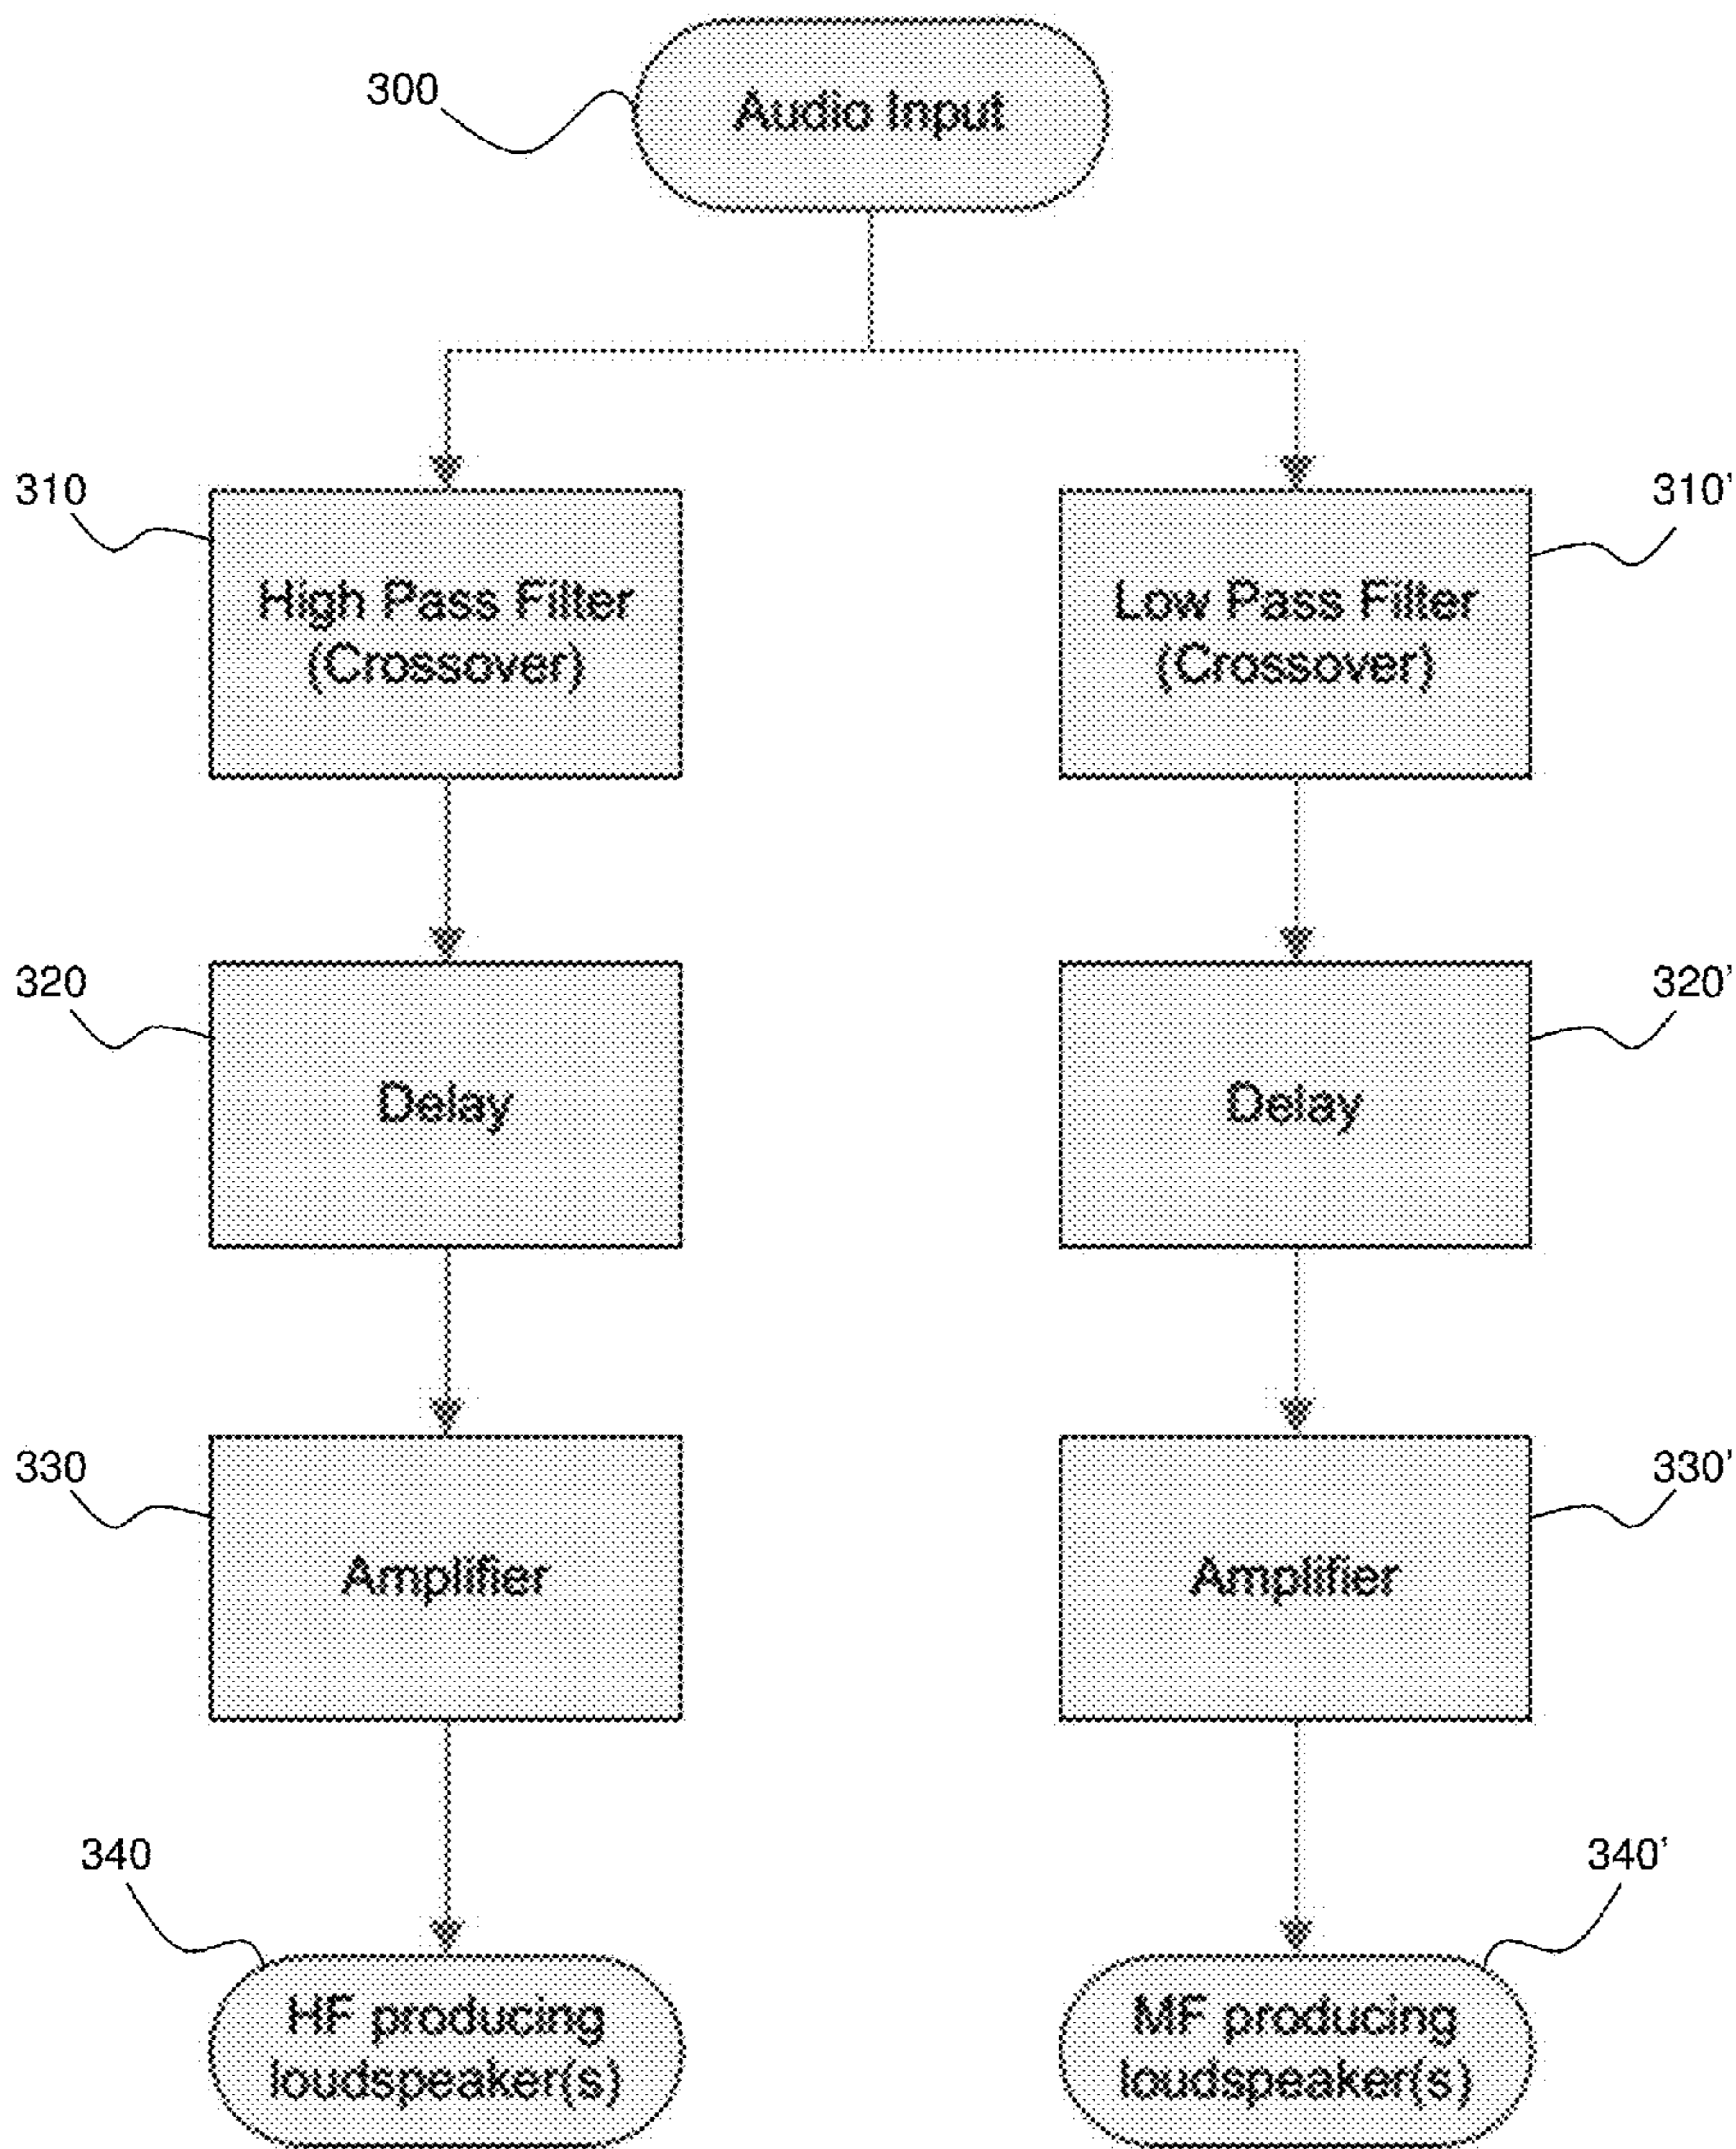 300
Audio Input
310
High Pass Filter
(Crossover)
310'
Low Pass Filter
(Crossover)
320
Delay
320'
Delay
330
Amplifier
330'
Amplifier
340
HF producing
loudspeaker(s)
340'
MF producing
loudspeaker(s)